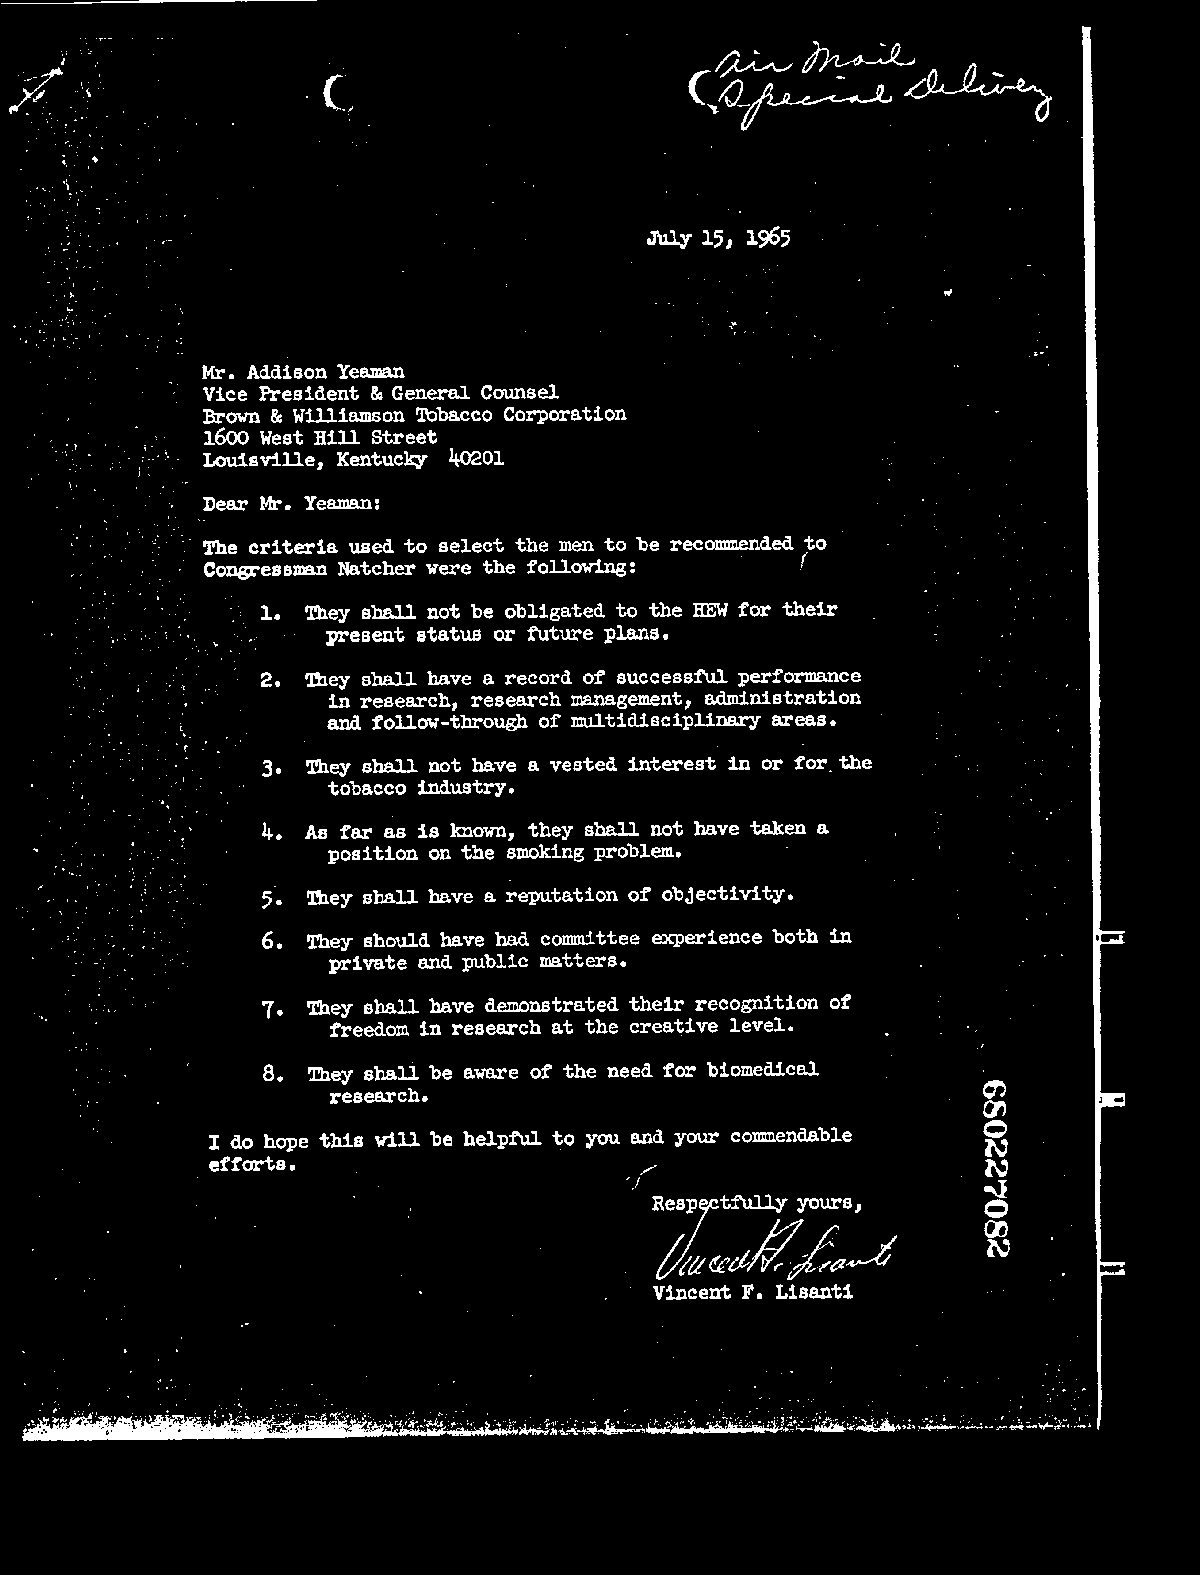 Air Mail
Special Delivery
July 15, 1965
Mr. Addison Yeaman
Vice President & General Counsel
Brown & Williamson Tobacco Corporation
1600 West Hill Street
Louisville, Kentucky 40201
Dear Mr. Yeaman:
The criteria used to select the men to be recommended to
Congressman Natcher were the following:
1. They shall not be obligated to the HEW for their
present status or future plans.
2. They shall have a record of successful performance
in research, research management, administration
and follow-through of multidisciplinary areas.
3. They shall not have a vested interest in or for the
tobacco industry.
4. As far as is known, they shall not have taken a
position on the smoking problem.
5. They shall have a reputation of objectivity.
6. They should have had committee experience both in
private and public matters.
7. They shall have demonstrated their recognition of
freedom in research at the creative level.
8. They shall be aware of the need for biomedical
research.
I do hope this will be helpful to you and your commendable
efforts.
Respectfully yours,
Vincent F. Lisanti
Vincent F. Lisanti
680227082